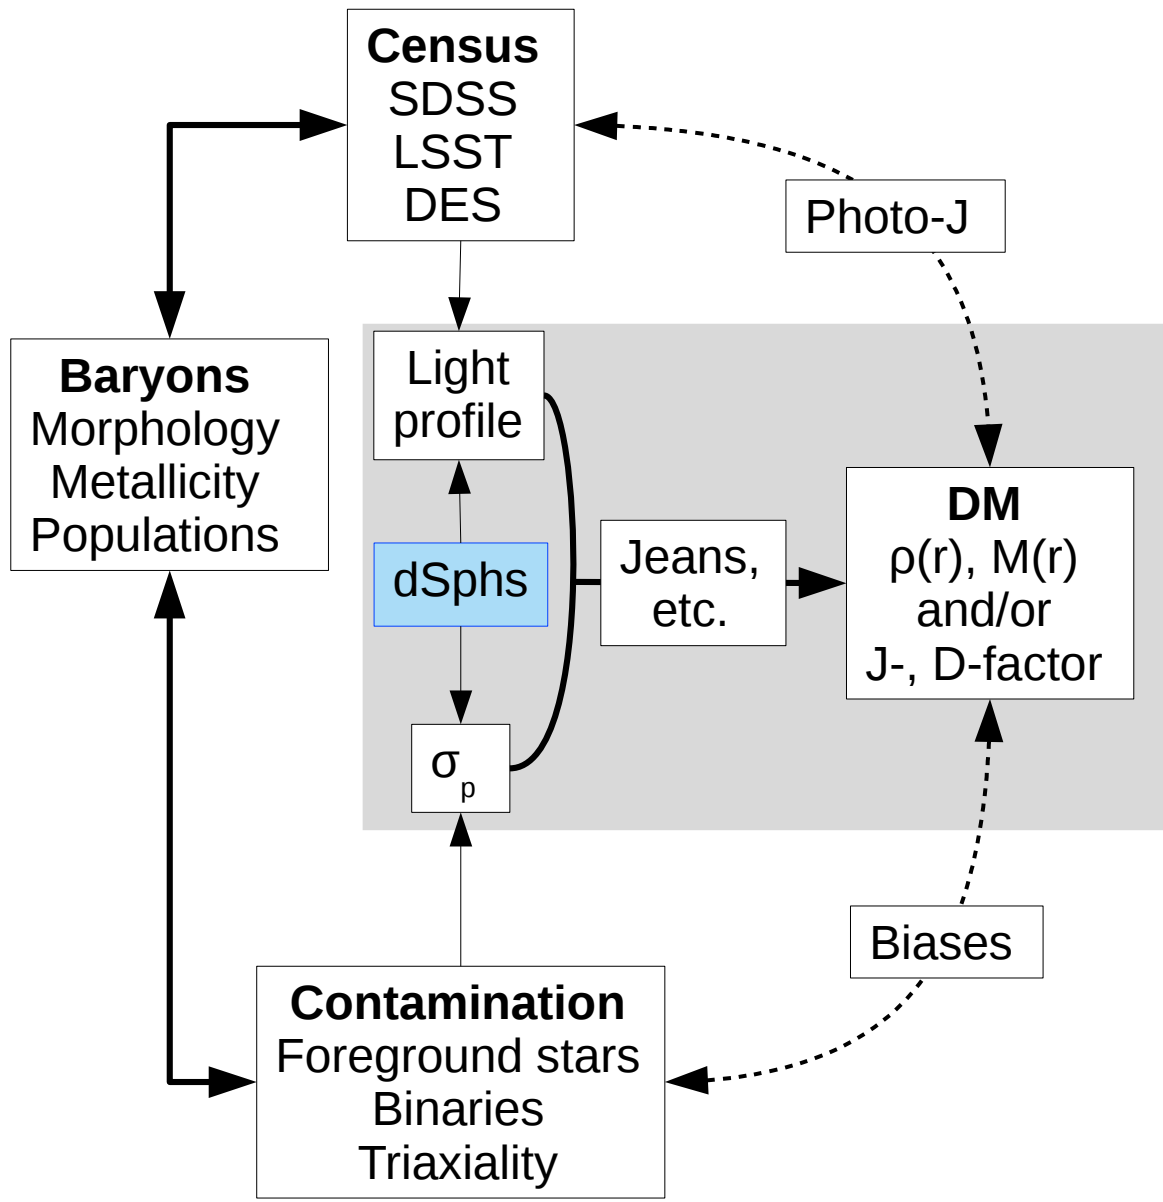 Census
SDSS
LSST
DES
Photo-J
Baryons
Morphology
Metallicity
Populations
Light
profile
dSphs
σp
Jeans,
etc.
DM
ρ(r), M(r)
and/or
J-, D-factor
Biases
Contamination
Foreground stars
Binaries
Triaxiality